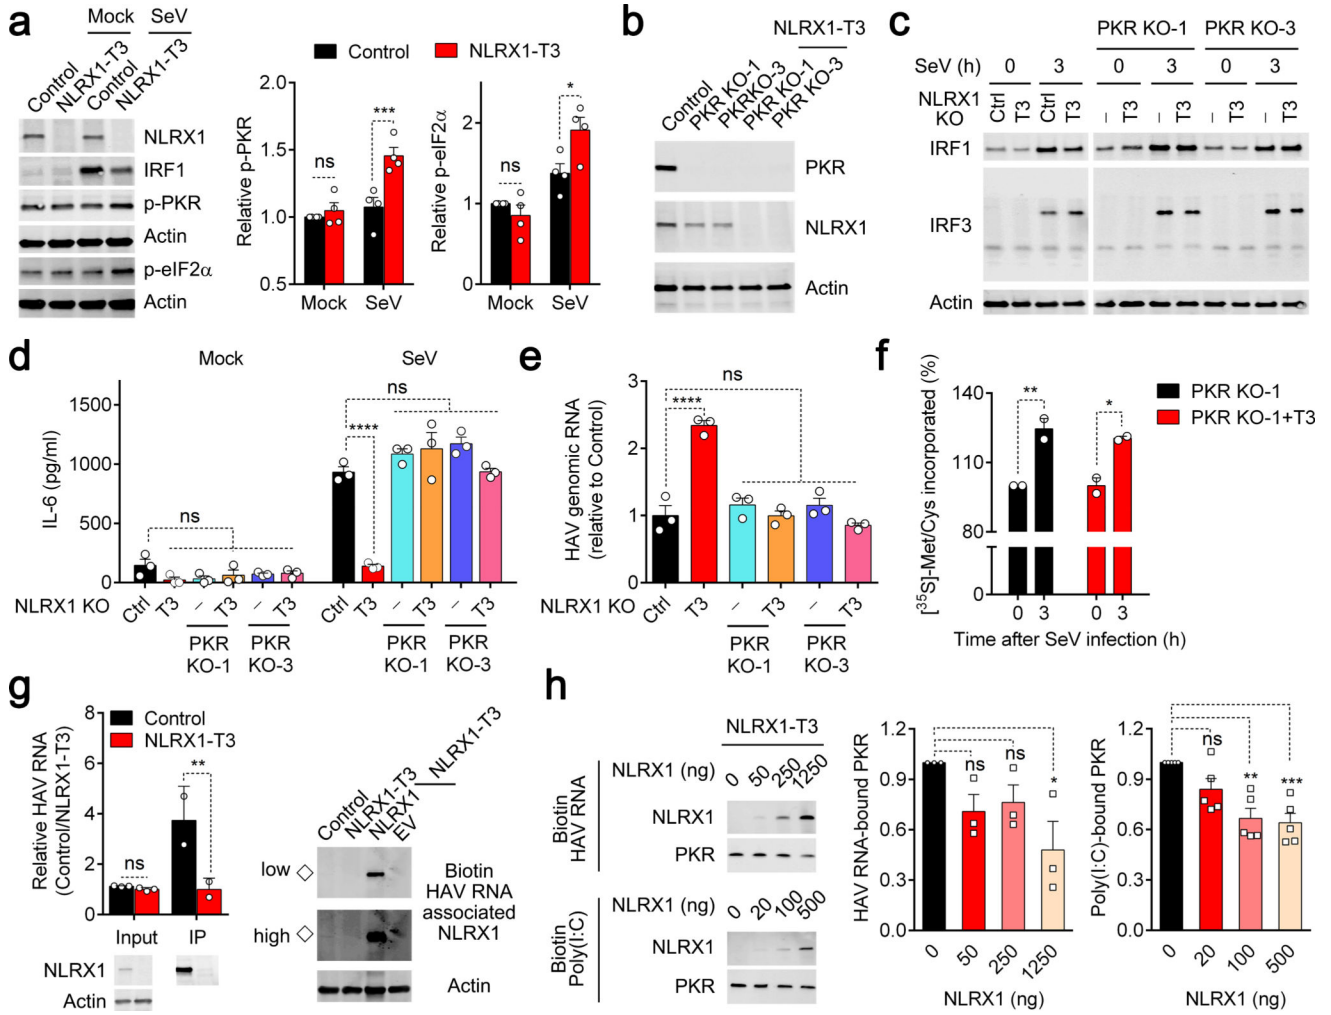 a
Mock
SeV
Control
NLRX1-T3
Control
NLRX1-T3
NLRX1
IRF1
p-PKR
Actin
p-eIF2α
Actin
Control
NLRX1-T3
Relative p-PKR
2.0
1.5
1.0
0.5
ns
***
Mock
SeV
Relative p-eIF2α
2
1
0
ns
*
Mock
SeV
b
NLRX1-T3
Control
PKR KO-1
PKRKO-3
PKR KO-1
PKR KO-3
PKR
NLRX1
Actin
c
PKR KO-1
PKR KO-3
SeV (h)
0
3
0
3
0
3
NLRX1
KO
Ctrl
T3
Ctrl
T3
–
T3
–
T3
–
T3
–
T3
IRF1
IRF3
Actin
d
Mock
SeV
IL-6 (pg/ml)
1500
1000
500
0
ns
ns
****
NLRX1 KO
Ctrl
T3
–
T3
–
T3
Ctrl
T3
–
T3
–
T3
PKR
KO-1
PKR
KO-3
PKR
KO-1
PKR
KO-3
e
HAV genomic RNA
(relative to Control)
3
2
1
0
ns
****
NLRX1 KO
Ctrl
T3
–
T3
–
T3
PKR
KO-1
PKR
KO-3
f
[³⁵S]-Met/Cys incorporated (%)
140
110
80
0
**
*
PKR KO-1
PKR KO-1+T3
0
3
0
3
Time after SeV infection (h)
g
Relative HAV RNA
(Control/NLRX1-T3)
8
6
4
2
0
Control
NLRX1-T3
ns
**
Input
IP
NLRX1
Actin
NLRX1-T3
Control
NLRX1-T3
NLRX1
EV
low
high
Biotin
HAV RNA
associated
NLRX1
Actin
h
NLRX1-T3
Biotin
HAV RNA
NLRX1 (ng)
0
50
250
1250
NLRX1
PKR
Biotin
Poly(I:C)
NLRX1 (ng)
0
20
100
500
NLRX1
PKR
HAV RNA-bound PKR
1.2
0.9
0.6
0.3
0.0
ns
ns
*
0
50
250
1250
NLRX1 (ng)
Poly(I:C)-bound PKR
1.2
0.9
0.6
0.3
0.0
ns
**
***
0
20
100
500
NLRX1 (ng)